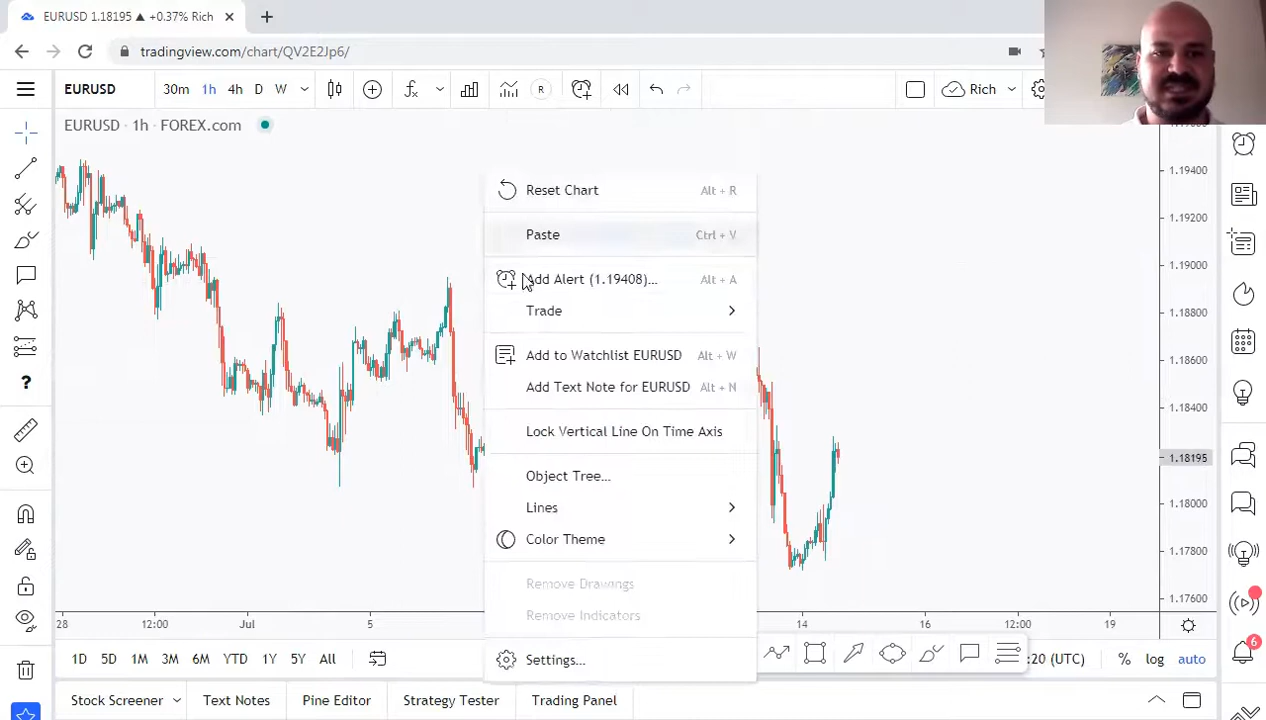 EURUSD 1.18195 ▲ +0.37% Rich
tradingview.com/chart/QV2E2Jp6/
EURUSD
30m 1h 4h D W
R
Rich
EURUSD · 1h · FOREX.com
Reset Chart Alt + R
Paste Ctrl + V
Add Alert (1.19408)... Alt + A
Trade
Add to Watchlist EURUSD Alt + W
Add Text Note for EURUSD Alt + N
Lock Vertical Line On Time Axis
Object Tree...
Lines
Color Theme
Remove Drawings
Remove Indicators
Settings...
1.19400
1.19200
1.19000
1.18800
1.18600
1.18400
1.18195
1.18000
1.17800
1.17600
28 12:00 Jul 5 14 16 12:00 19
1D 5D 1M 3M 6M YTD 1Y 5Y All
:20 (UTC) % log auto
6
Stock Screener Text Notes Pine Editor Strategy Tester Trading Panel